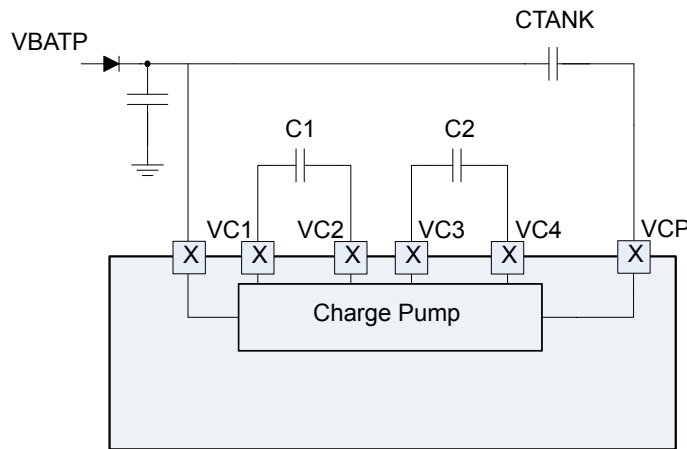 CTANK
VBATP
C1
C2
VC1
VC2
VC3
VC4
VCP
X
X
X
X
X
X
Charge Pump